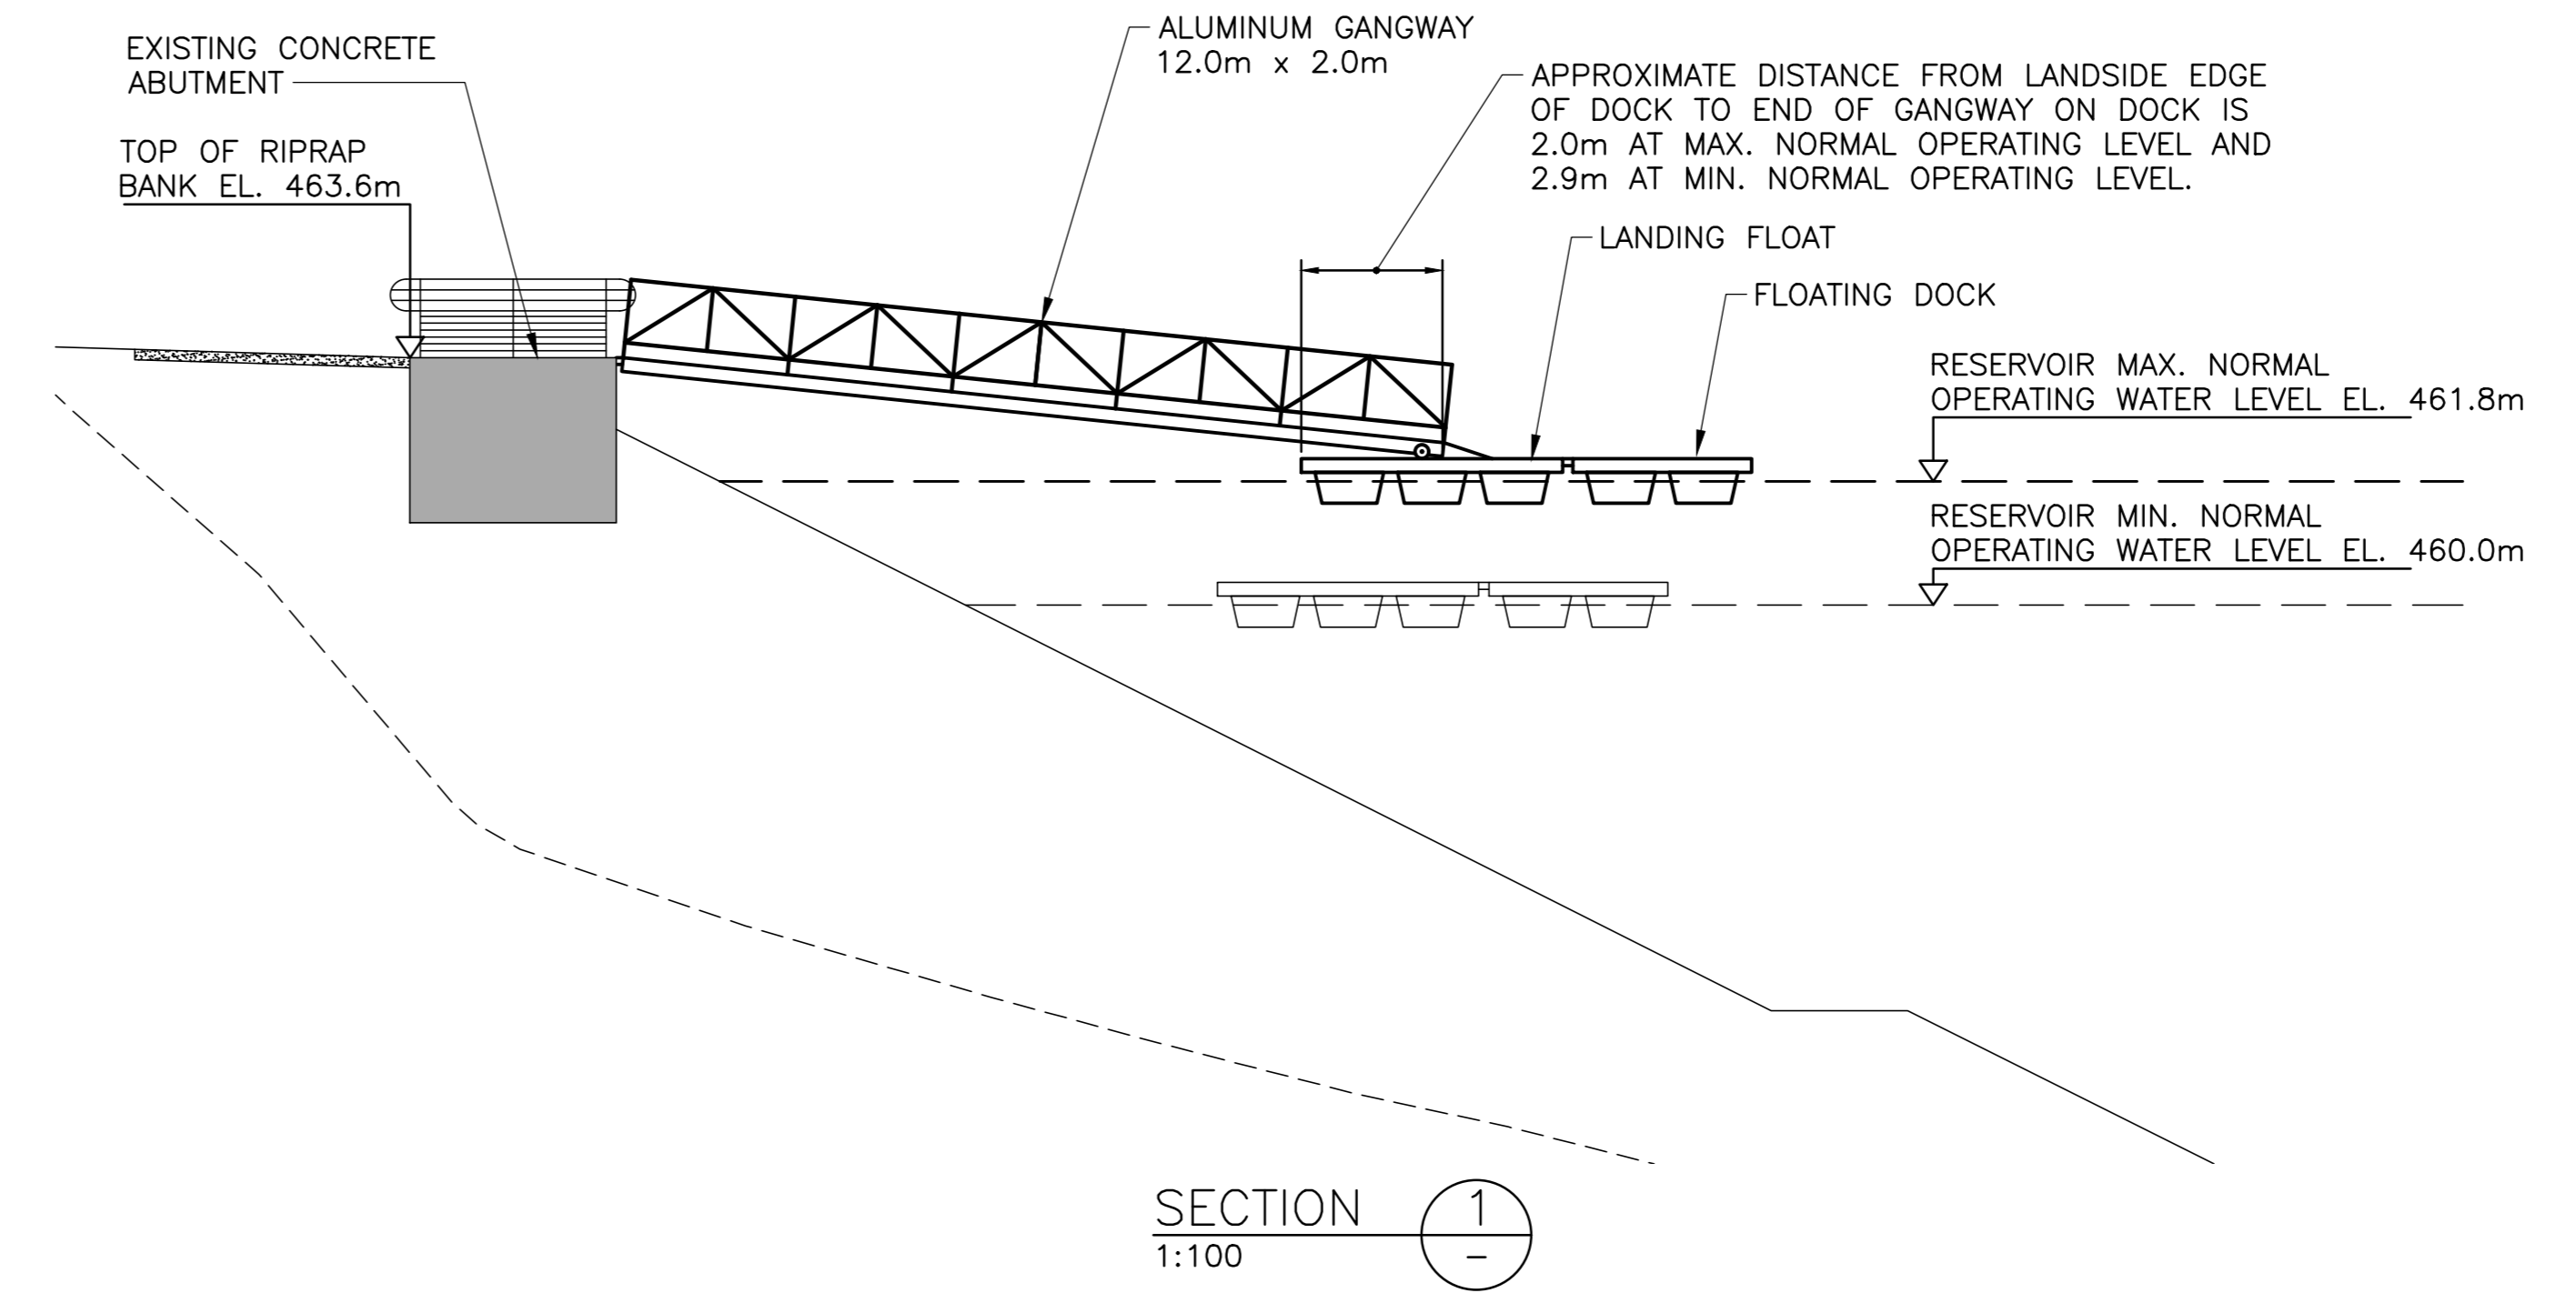 EXISTING CONCRETE
ABUTMENT
TOP OF RIPRAP
BANK EL. 463.6m
ALUMINUM GANGWAY
12.0m x 2.0m
APPROXIMATE DISTANCE FROM LANDSIDE EDGE
OF DOCK TO END OF GANGWAY ON DOCK IS
2.0m AT MAX. NORMAL OPERATING LEVEL AND
2.9m AT MIN. NORMAL OPERATING LEVEL.
LANDING FLOAT
FLOATING DOCK
RESERVOIR MAX. NORMAL
OPERATING WATER LEVEL EL. 461.8m
RESERVOIR MIN. NORMAL
OPERATING WATER LEVEL EL. 460.0m
SECTION
1:100
1
–